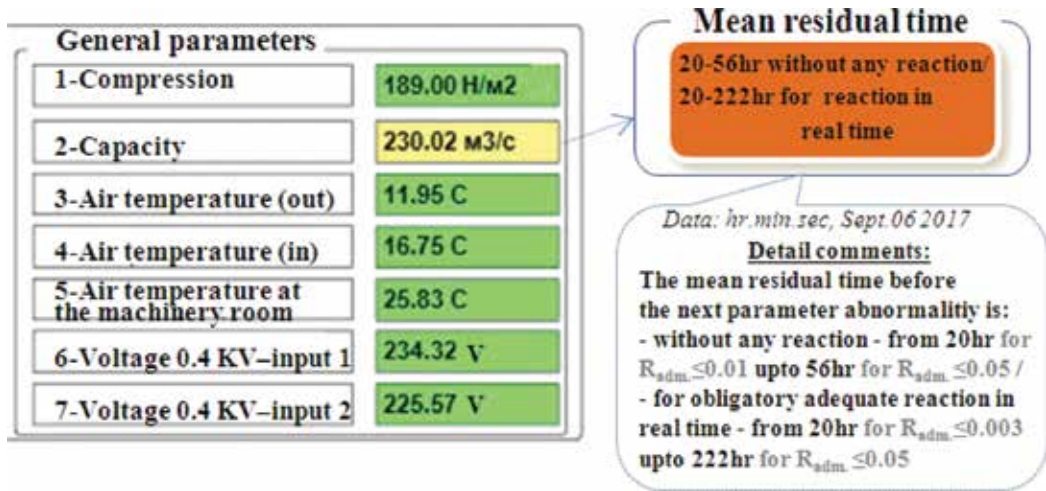 General parameters
1-Compression
189.00 Н/м2
2-Capacity
230.02 м3/с
3-Air temperature (out)
11.95 C
4-Air temperature (in)
16.75 C
5-Air temperature at
the machinery room
25.83 C
6-Voltage 0.4 KV–input 1
234.32 V
7-Voltage 0.4 KV–input 2
225.57 V
Mean residual time
20-56hr without any reaction/
20-222hr for reaction in
real time
Data: hr.min.sec, Sept.06 2017
Detail comments:
The mean residual time before
the next parameter abnormalitiy is:
- without any reaction - from 20hr for
Radm.≤0.01 upto 56hr for Radm.≤0.05 /
- for obligatory adequate reaction in
real time - from 20hr for Radm.≤0.003
upto 222hr for Radm.≤0.05